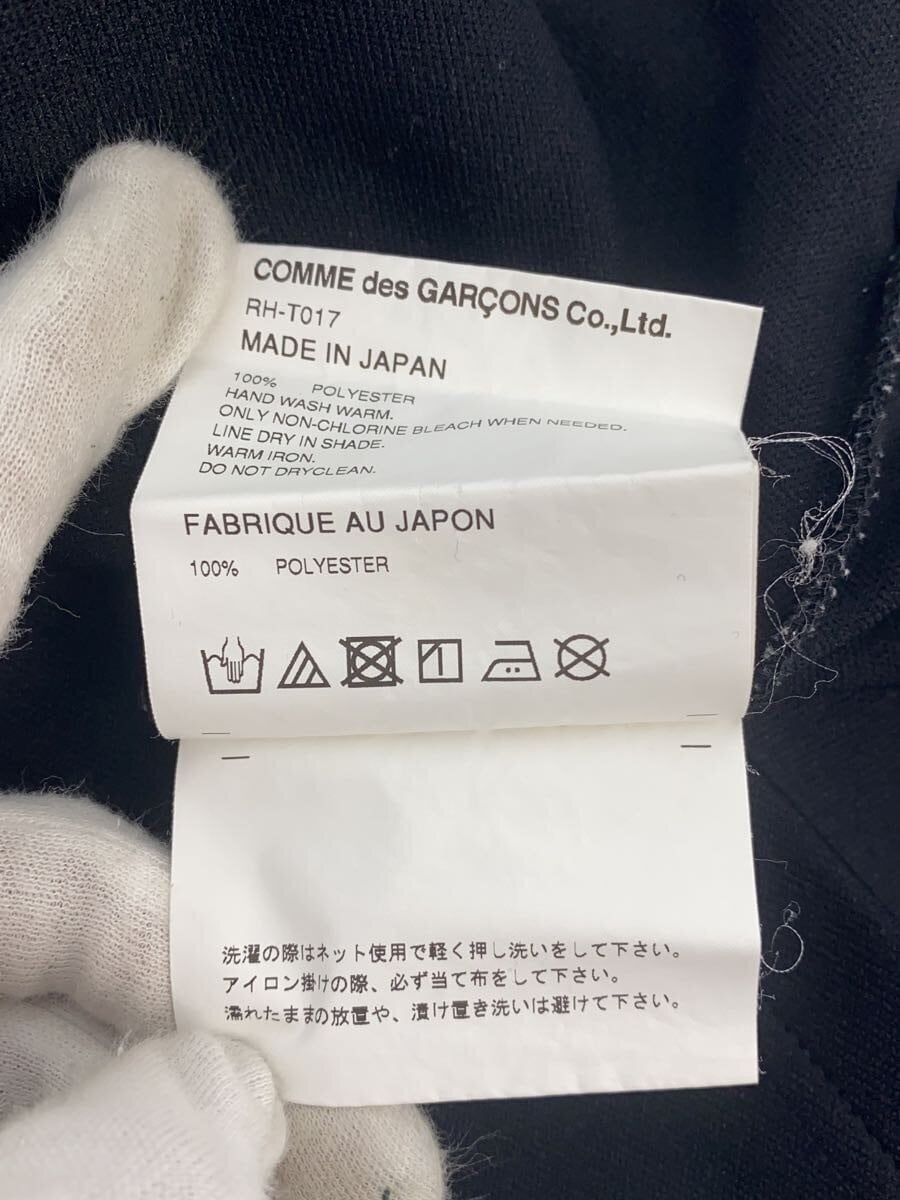 COMME des GARÇONS Co.,Ltd.
RH-T017
MADE IN JAPAN
100% POLYESTER
HAND WASH WARM.
ONLY NON-CHLORINE BLEACH WHEN NEEDED.
LINE DRY IN SHADE.
WARM IRON.
DO NOT DRYCLEAN.
FABRIQUE AU JAPON
100% POLYESTER
洗濯の際はネット使用で軽く押し洗いをして下さい。
アイロン掛けの際、必ず当て布をして下さい。
濡れたままの放置や、漬け置き洗いは避けて下さい。